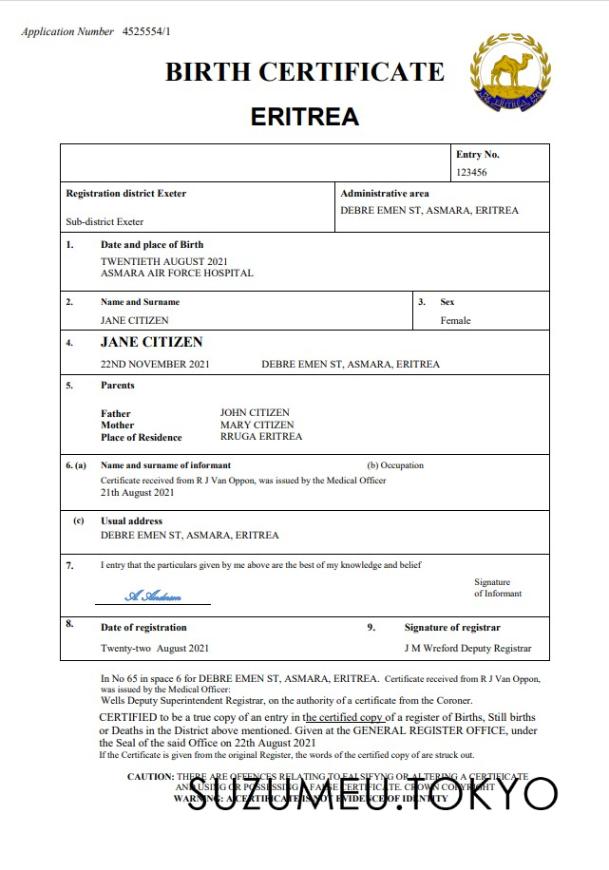 Application Number 4525554/1
BIRTH CERTIFICATE
ERITREA
Entry No.
123456
Registration district Exeter
Sub-district Exeter
Administrative area
DEBRE EMEN ST, ASMARA, ERITREA
1. Date and place of Birth
TWENTIETH AUGUST 2021
ASMARA AIR FORCE HOSPITAL
2. Name and Surname
JANE CITIZEN
3. Sex
Female
4. JANE CITIZEN
22ND NOVEMBER 2021 DEBRE EMEN ST, ASMARA, ERITREA
5. Parents
Father JOHN CITIZEN
Mother MARY CITIZEN
Place of Residence RRUGA ERITREA
6. (a) Name and surname of informant (b) Occupation
Certificate received from R J Van Oppon, was issued by the Medical Officer
21th August 2021
(c) Usual address
DEBRE EMEN ST, ASMARA, ERITREA
7. I entry that the particulars given by me above are the best of my knowledge and belief
Signature
of Informant
8. Date of registration
Twenty-two August 2021
9. Signature of registrar
J M Wreford Deputy Registrar
In No 65 in space 6 for DEBRE EMEN ST, ASMARA, ERITREA. Certificate received from R J Van Oppon,
was issued by the Medical Officer:
Wells Deputy Superintendent Registrar, on the authority of a certificate from the Coroner.
CERTIFIED to be a true copy of an entry in the certified copy of a register of Births, Still births
or Deaths in the District above mentioned. Given at the GENERAL REGISTER OFFICE, under
the Seal of the said Office on 22th August 2021
If the Certificate is given from the original Register, the words of the certified copy of are struck out.
CAUTION: THERE ARE OFFENCES RELATING TO FALSIFYNG OR ALTERING A CERTIFICATE
AND USING OR POSSESSING A FALSE CERTIFICATE. CROWN COPYRIGHT
WARNING: A CERTIFICATE IS NOT EVIDENCE OF IDENTITY
SUZUMEU.TOKYO